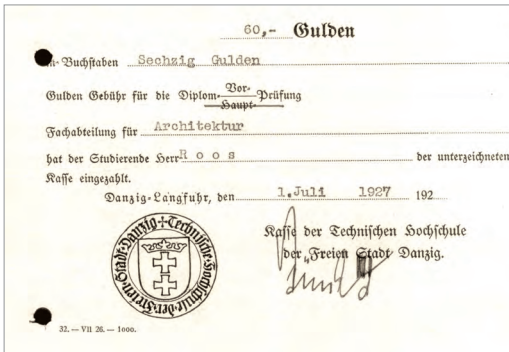 60,- Gulden
in Buchstaben Sechzig Gulden
Gulden Gebühr für die Diplom- Vor- Prüfung
Haupt-
Fachabteilung für Architektur
hat der Studierende Herr R o o s der unterzeichneten
Kasse eingezahlt.
Danzig-Langfuhr, den 1.Juli 1927 192
Kasse der Technischen Hochschule
der „Freien Stadt Danzig.
Technische Hochschule der Freien Stadt Danzig
32. — VII 26. — 1000.